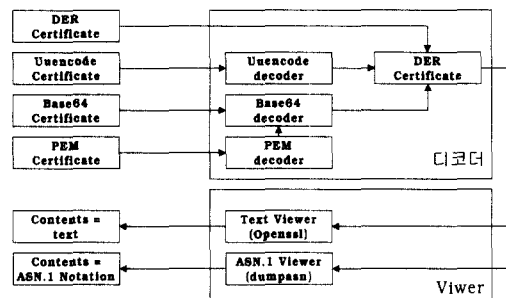 DER
Certificate
Uuencode
Certificate
Uuencode
decoder
DER
Certificate
Base64
Certificate
Base64
decoder
PEM
Certificate
PEM
decoder
디코더
Contents =
text
Text Viewer
(Openssl)
Contents =
ASN.1 Notation
ASN.1 Viewer
(dumpasn)
Viwer